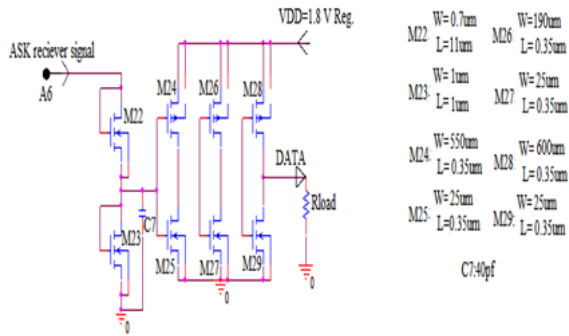 VDD=1.8 V Reg.
ASK reciever signal
A6
M22
M24
M26
M28
DATA
Rload
C7
M23
M25
M27
M29
0
0
0
M22: W= 0.7um L=11um
M26: W=190um L=0.35um
M23: W=1um L=1um
M27: W=25um L=0.35um
M24: W=550um L=0.35um
M28: W=600um L=0.35um
M25: W=25um L=0.35um
M29: W=25um L=0.35um
C7:40pf